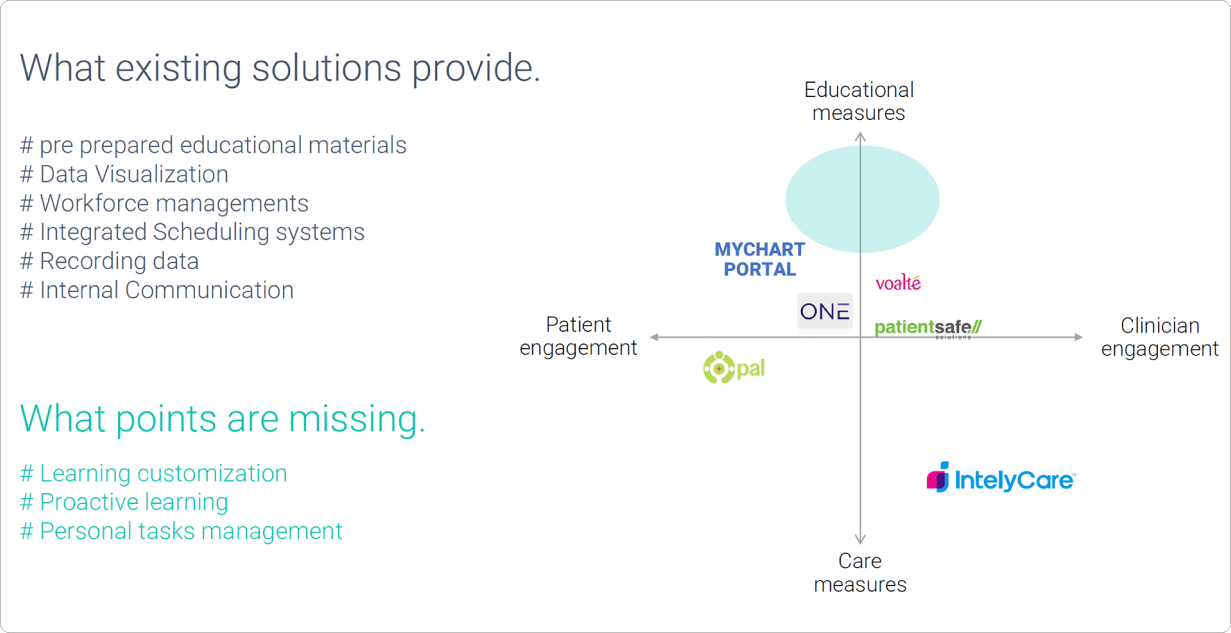 What existing solutions provide.
# pre prepared educational materials
# Data Visualization
# Workforce managements
# Integrated Scheduling systems
# Recording data
# Internal Communication
What points are missing.
# Learning customization
# Proactive learning
# Personal tasks management
Educational
measures
MYCHART
PORTAL
voalté
ONE
patientsafe//
solutions
Patient
engagement
Clinician
engagement
Opal
IntelyCare™
Care
measures